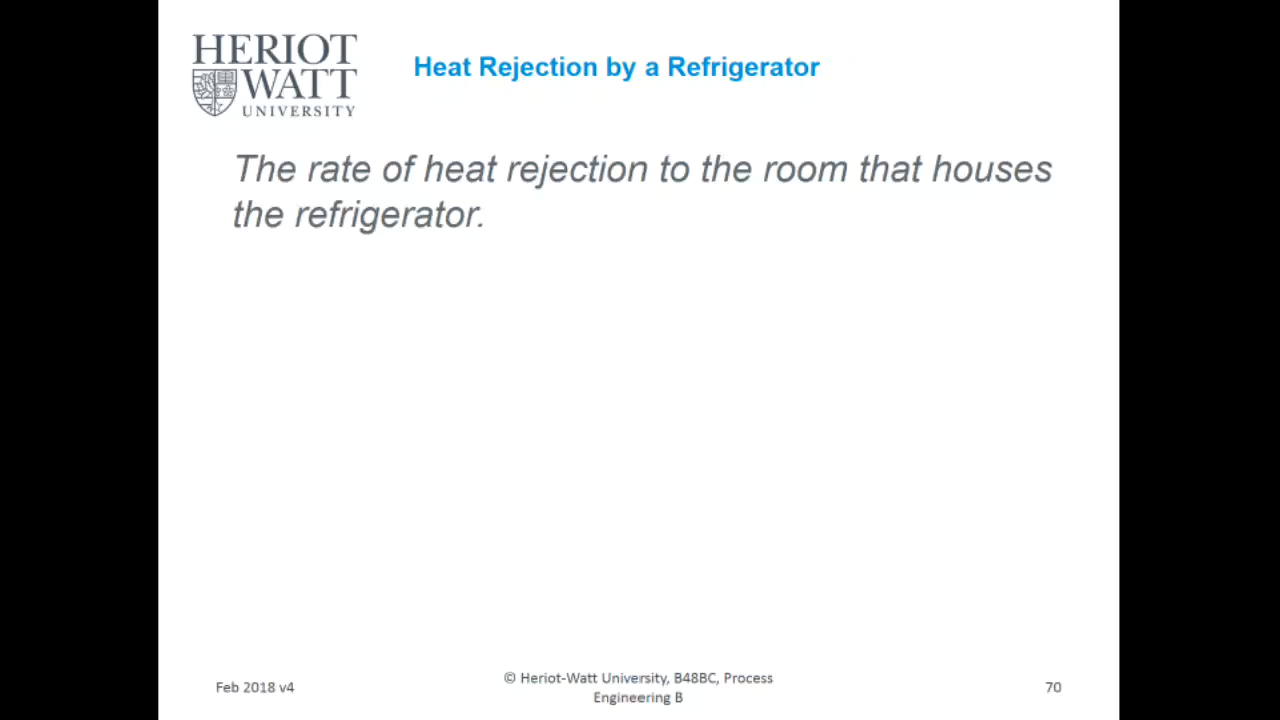 HERIOT
WATT
UNIVERSITY
Heat Rejection by a Refrigerator
The rate of heat rejection to the room that houses
the refrigerator.
Feb 2018 v4
© Heriot-Watt University, B48BC, Process
Engineering B
70